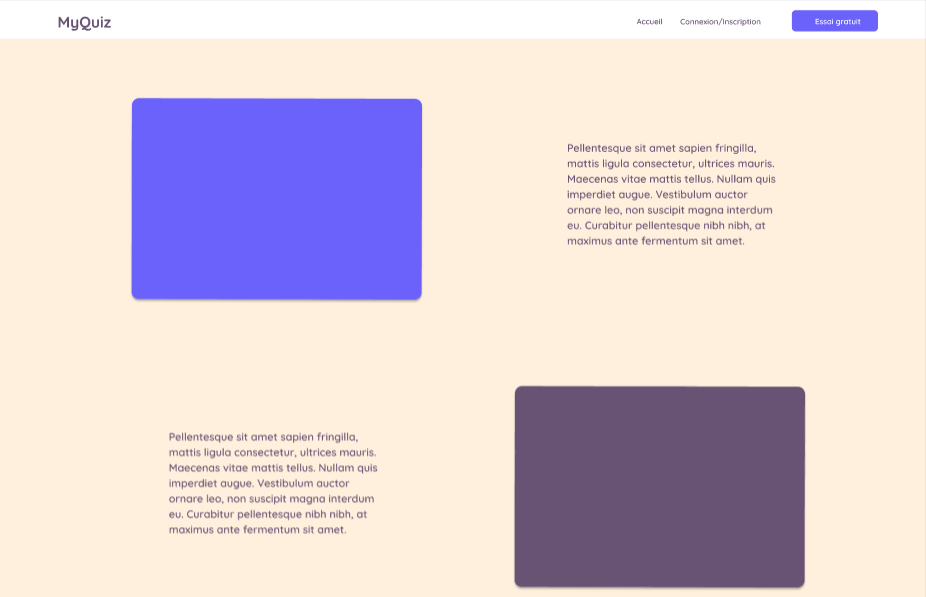 MyQuiz
Accueil
Connexion/Inscription
Essai gratuit
Pellentesque sit amet sapien fringilla,
mattis ligula consectetur, ultrices mauris.
Maecenas vitae mattis tellus. Nullam quis
imperdiet augue. Vestibulum auctor
ornare leo, non suscipit magna interdum
eu. Curabitur pellentesque nibh nibh, at
maximus ante fermentum sit amet.
Pellentesque sit amet sapien fringilla,
mattis ligula consectetur, ultrices mauris.
Maecenas vitae mattis tellus. Nullam quis
imperdiet augue. Vestibulum auctor
ornare leo, non suscipit magna interdum
eu. Curabitur pellentesque nibh nibh, at
maximus ante fermentum sit amet.